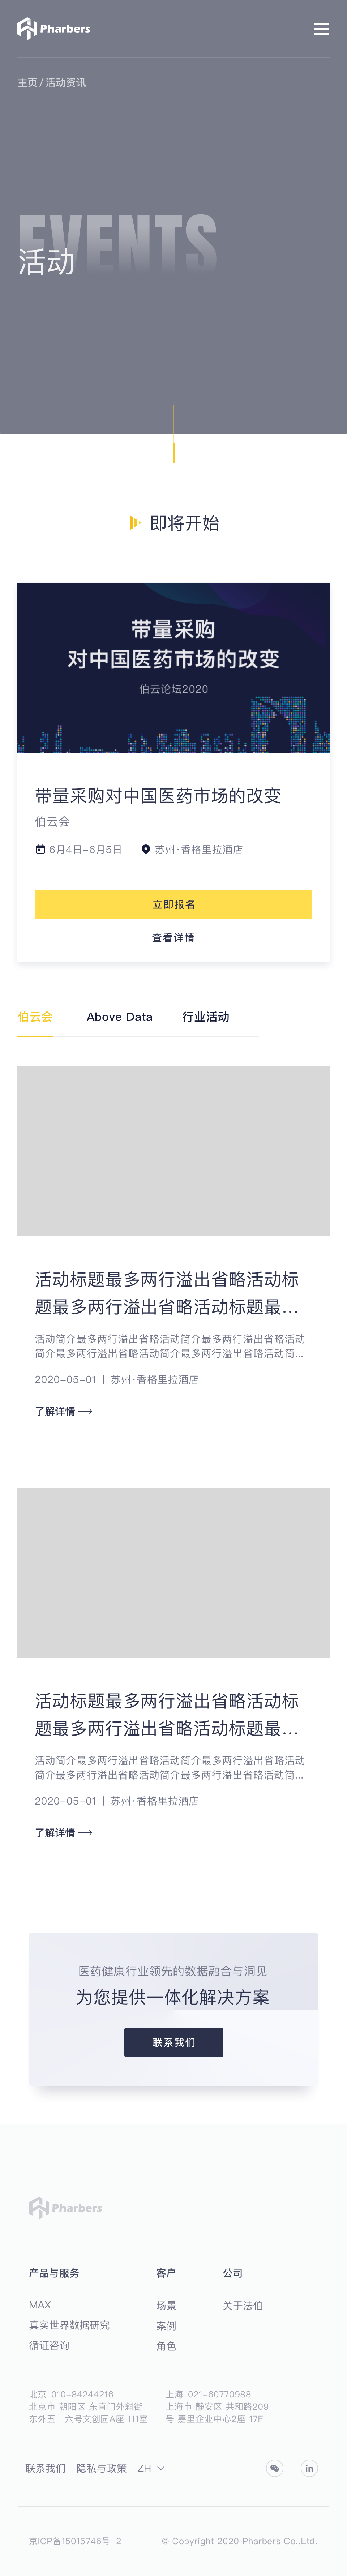 Pharbers
主页 / 活动资讯
EVENTS
活动
即将开始
带量采购
对中国医药市场的改变
伯云论坛2020
带量采购对中国医药市场的改变
伯云会
6月4日-6月5日 苏州·香格里拉酒店
立即报名
查看详情
伯云会 Above Data 行业活动
活动标题最多两行溢出省略活动标
题最多两行溢出省略活动标题最...
活动简介最多两行溢出省略活动简介最多两行溢出省略活动
简介最多两行溢出省略活动简介最多两行溢出省略活动简...
2020-05-01 | 苏州·香格里拉酒店
了解详情
活动标题最多两行溢出省略活动标
题最多两行溢出省略活动标题最...
活动简介最多两行溢出省略活动简介最多两行溢出省略活动
简介最多两行溢出省略活动简介最多两行溢出省略活动简...
2020-05-01 | 苏州·香格里拉酒店
了解详情
医药健康行业领先的数据融合与洞见
为您提供一体化解决方案
联系我们
Pharbers
产品与服务 客户 公司
MAX 场景 关于法伯
真实世界数据研究 案例
循证咨询 角色
北京 010-84244216 上海 021-60770988
北京市 朝阳区 东直门外斜街 上海市 静安区 共和路209
东外五十六号文创园A座 111室 号 嘉里企业中心2座 17F
联系我们 隐私与政策 ZH
in
京ICP备15015746号-2 © Copyright 2020 Pharbers Co.,Ltd.